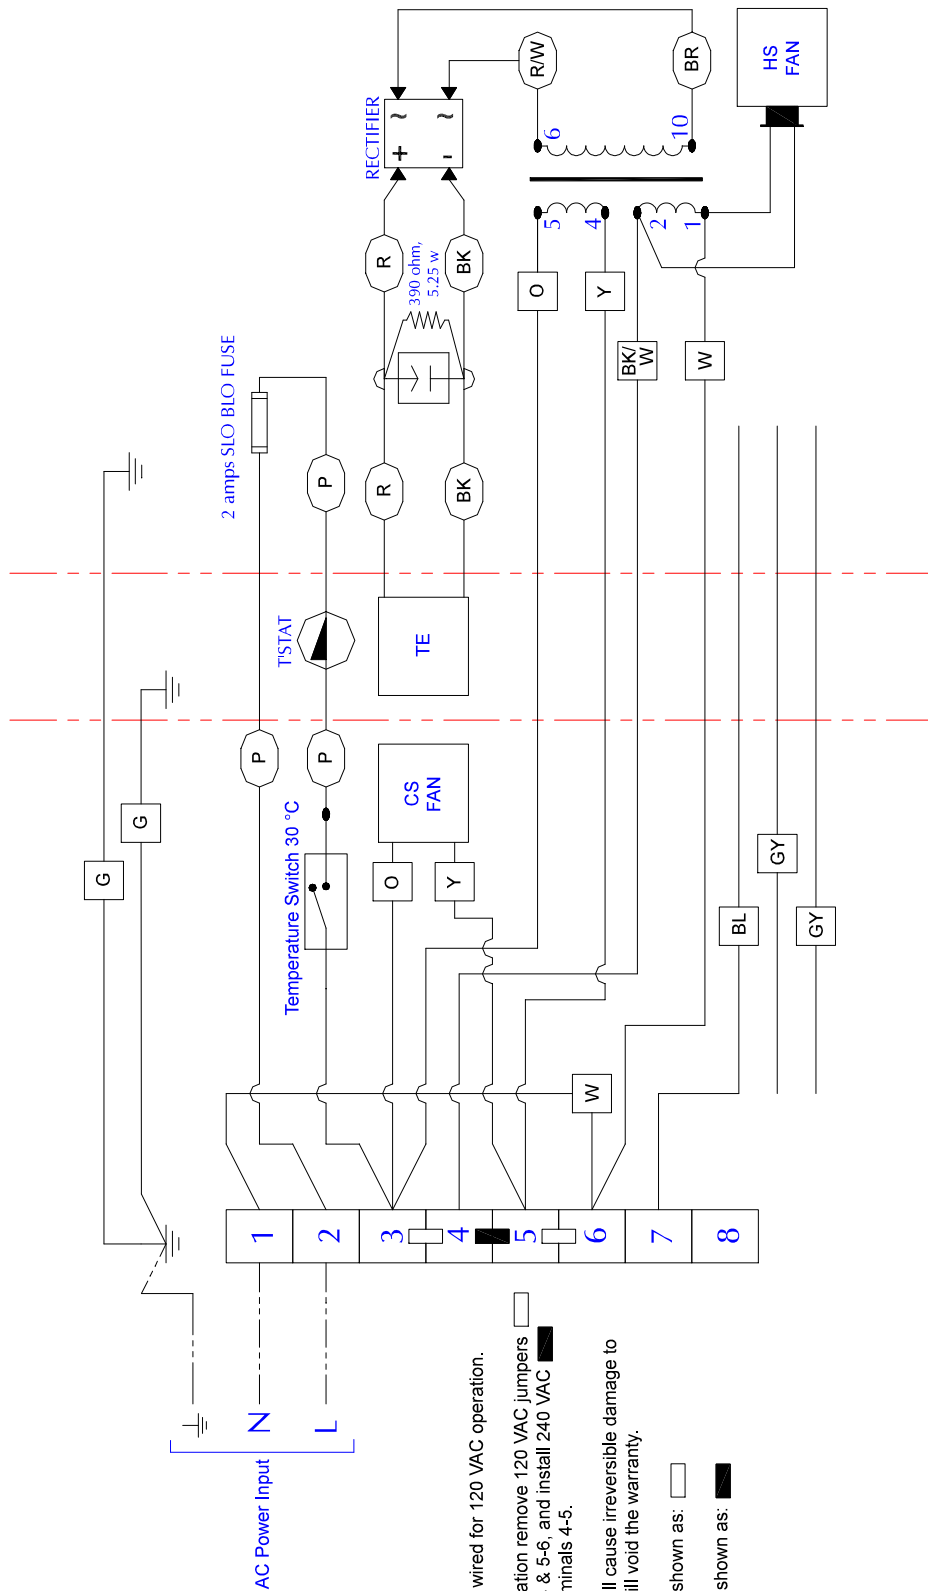 RECTIFIER
+
~
-
~
R/W
BR
HS
FAN
6
10
5
4
2
1
R
BK
390 ohm,
5.25 w
O
Y
BK/
W
W
2 amps SLO BLO FUSE
P
R
BK
T'STAT
TE
P
P
CS
FAN
Temperature Switch 30 °C
G
G
O
Y
BL
GY
GY
W
1
2
3
4
5
6
7
8
AC Power Input
N
L
wired for 120 VAC operation.
ation remove 120 VAC jumpers
& 5-6, and install 240 VAC
minals 4-5.
ll cause irreversible damage to
ill void the warranty.
shown as:
shown as: